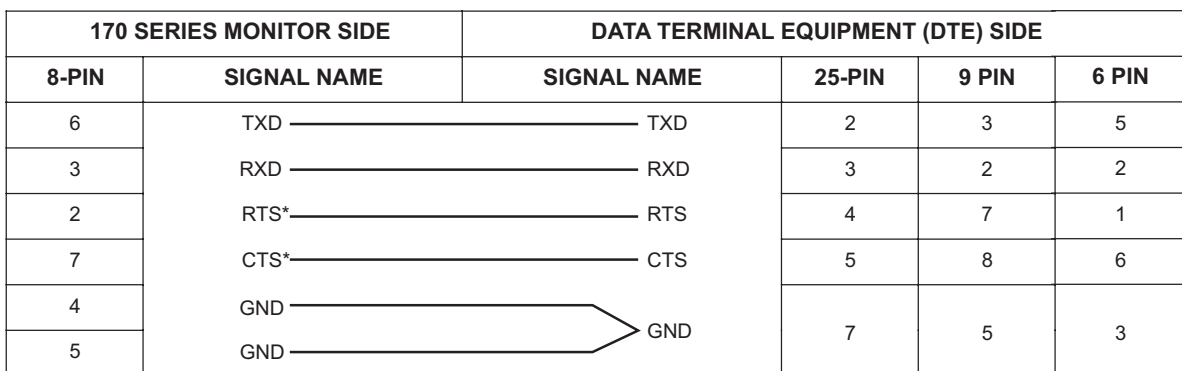 170 SERIES MONITOR SIDE DATA TERMINAL EQUIPMENT (DTE) SIDE
8-PIN SIGNAL NAME SIGNAL NAME 25-PIN 9 PIN 6 PIN
6 TXD TXD 2 3 5
3 RXD RXD 3 2 2
2 RTS* RTS 4 7 1
7 CTS* CTS 5 8 6
4 GND
GND 7 5 3
5 GND